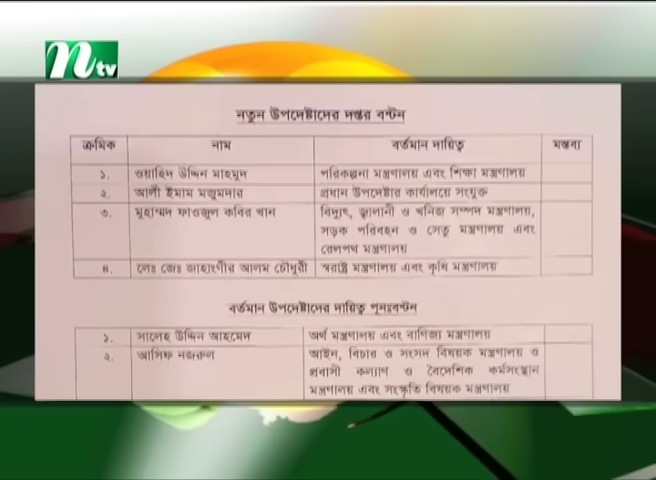 ntv
নতুন উপদেষ্টাদের দপ্তর বন্টন
ক্রমিক নাম বর্তমান দায়িত্ব মন্তব্য
১. ওয়াহিদ উদ্দিন মাহমুদ পরিকল্পনা মন্ত্রণালয় এবং শিক্ষা মন্ত্রণালয়
২. আলী ইমাম মজুমদার প্রধান উপদেষ্টার কার্যালয়ে সংযুক্ত
৩. মুহাম্মদ ফাওজুল কবির খান বিদ্যুৎ, জ্বালানী ও খনিজ সম্পদ মন্ত্রণালয়,
সড়ক পরিবহন ও সেতু মন্ত্রণালয় এবং
রেলপথ মন্ত্রণালয়
৪. লেঃ জেঃ জাহাংগীর আলম চৌধুরী স্বরাষ্ট্র মন্ত্রণালয় এবং কৃষি মন্ত্রণালয়
বর্তমান উপদেষ্টাদের দায়িত্ব পুনঃবন্টন
১. সালেহ উদ্দিন আহমেদ অর্থ মন্ত্রণালয় এবং বাণিজ্য মন্ত্রণালয়
২. আসিফ নজরুল আইন, বিচার ও সংসদ বিষয়ক মন্ত্রণালয় ও
প্রবাসী কল্যাণ ও বৈদেশিক কর্মসংস্থান
মন্ত্রণালয় এবং সংস্কৃতি বিষয়ক মন্ত্রণালয়